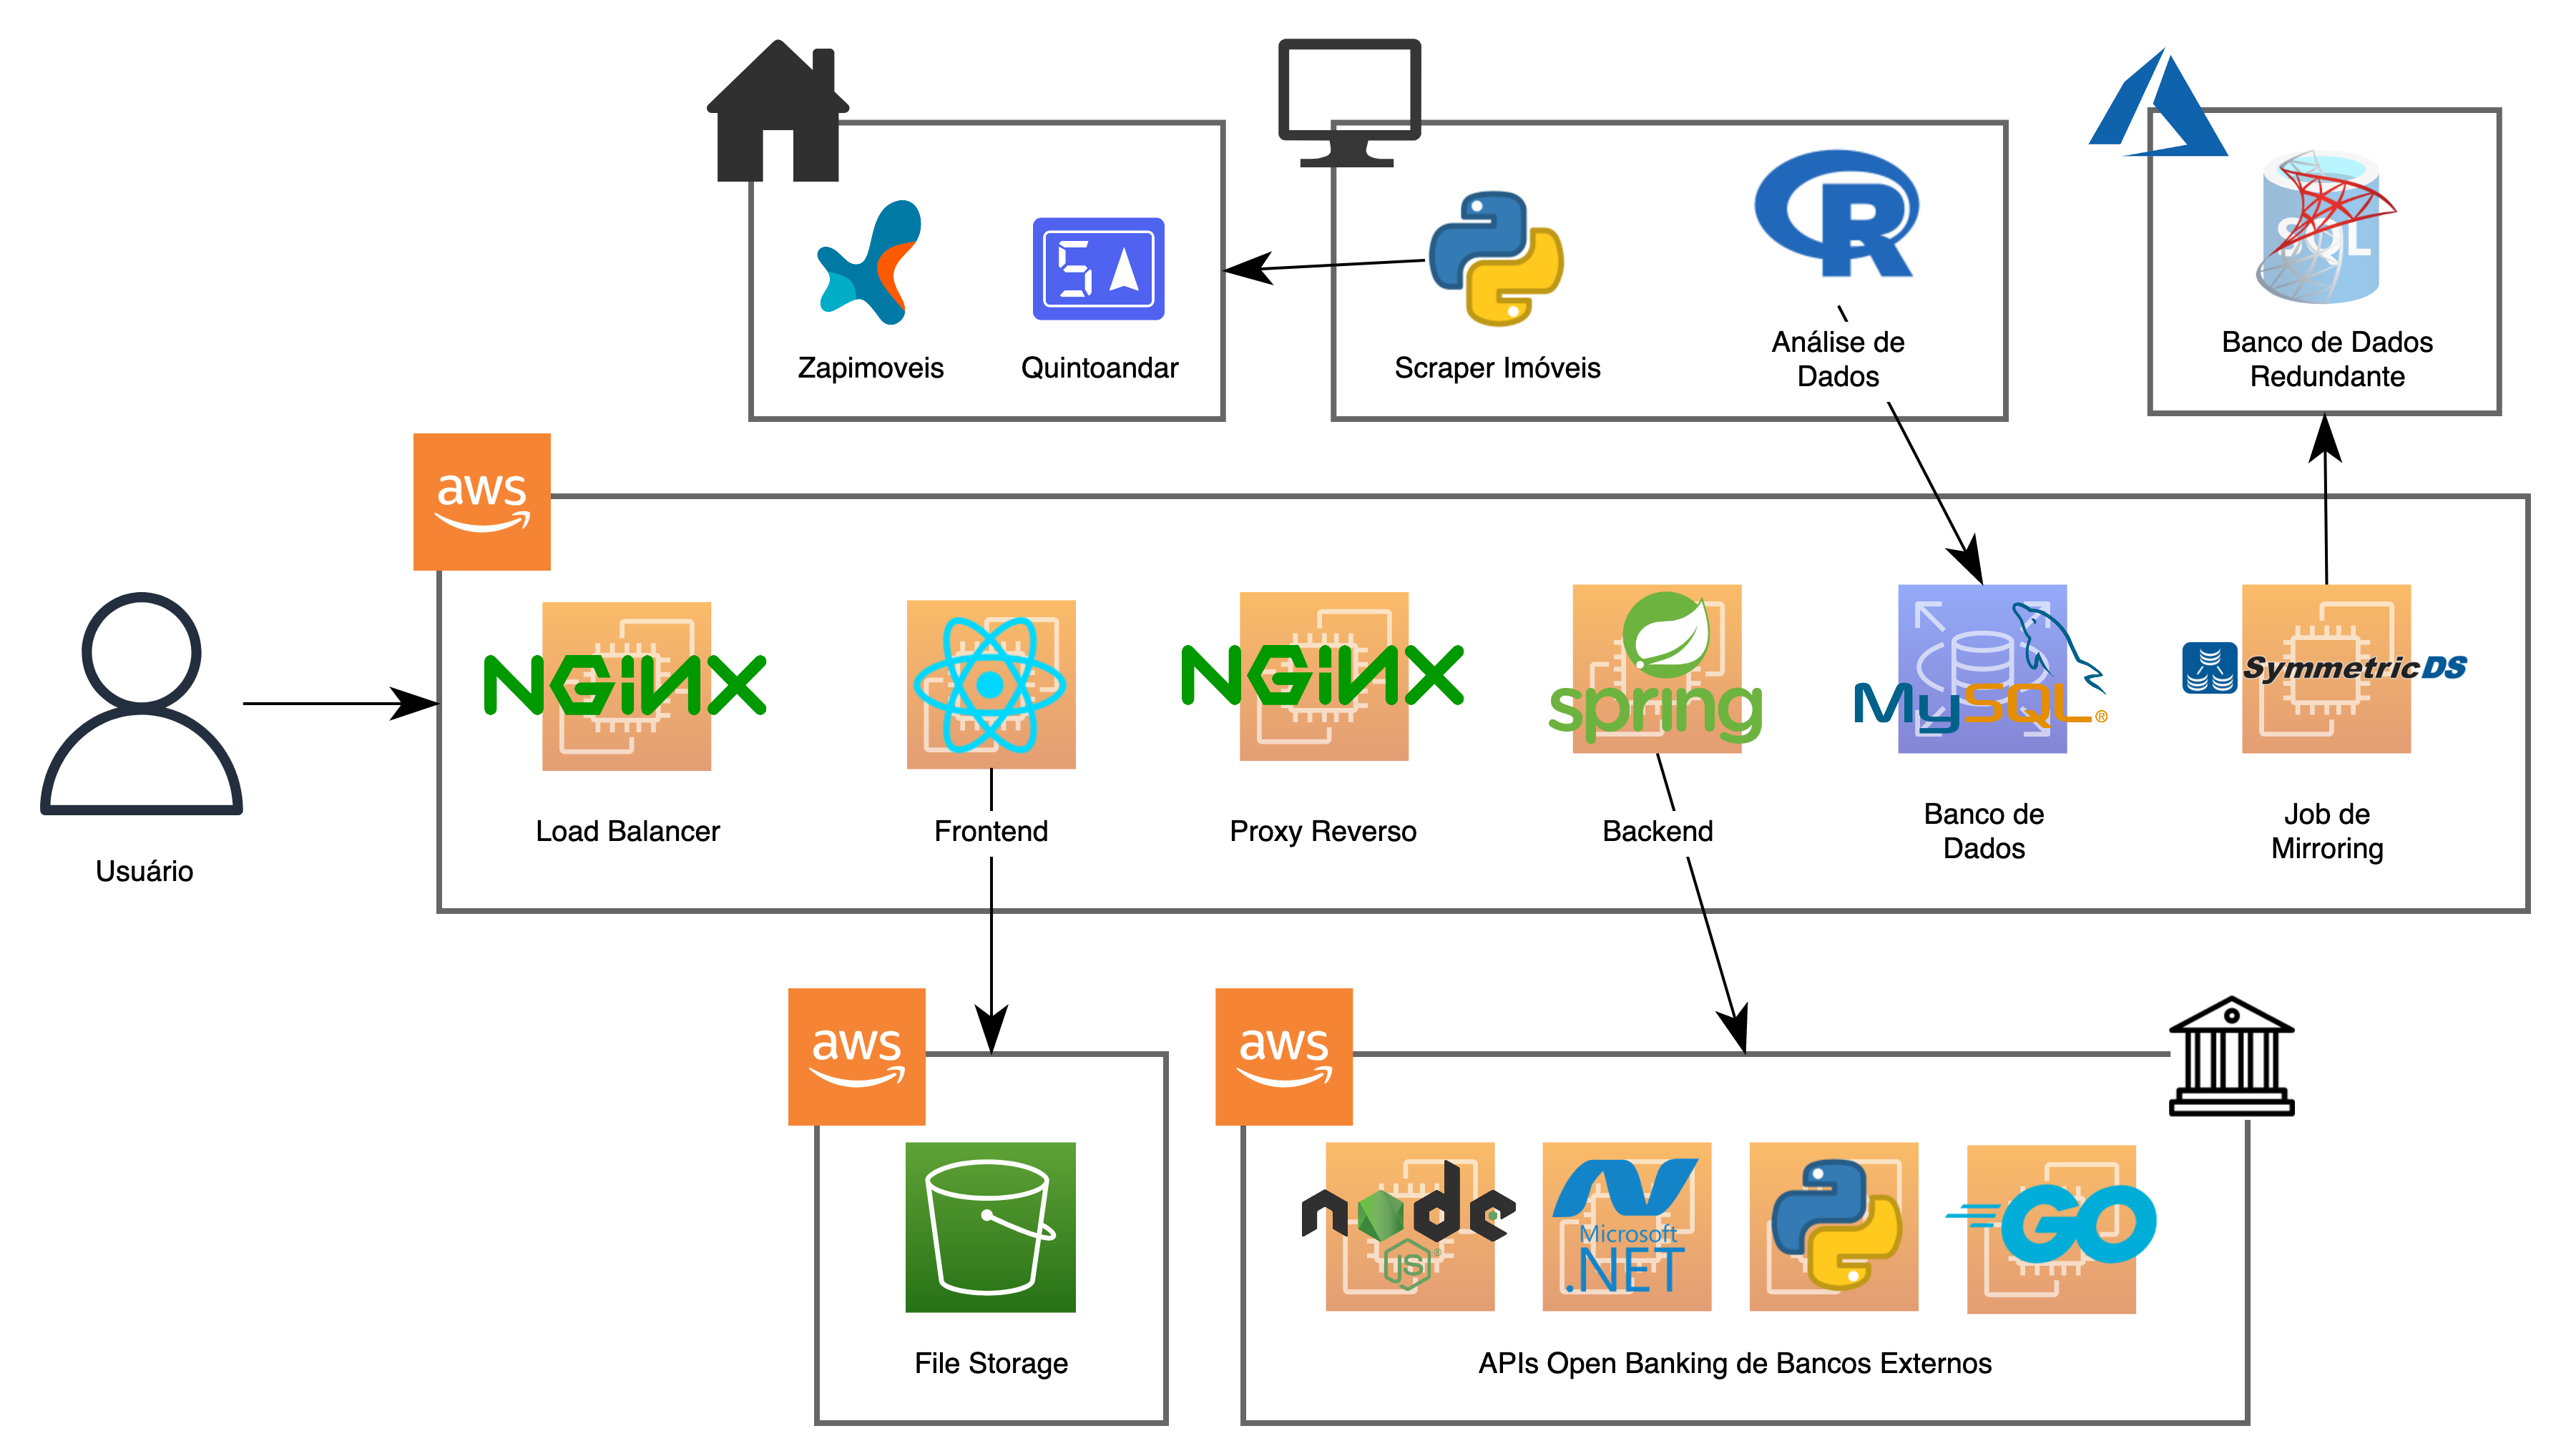 5
R
SQL
Zapimoveis
Quintoandar
Scraper Imóveis
Análise de
Dados
Banco de Dados
Redundante
aws
NGINX
NGINX
spring
MySQL®
SymmetricDS
Usuário
Load Balancer
Frontend
Proxy Reverso
Backend
Banco de
Dados
Job de
Mirroring
aws
aws
node
JS®
Microsoft
.NET
GO
File Storage
APIs Open Banking de Bancos Externos